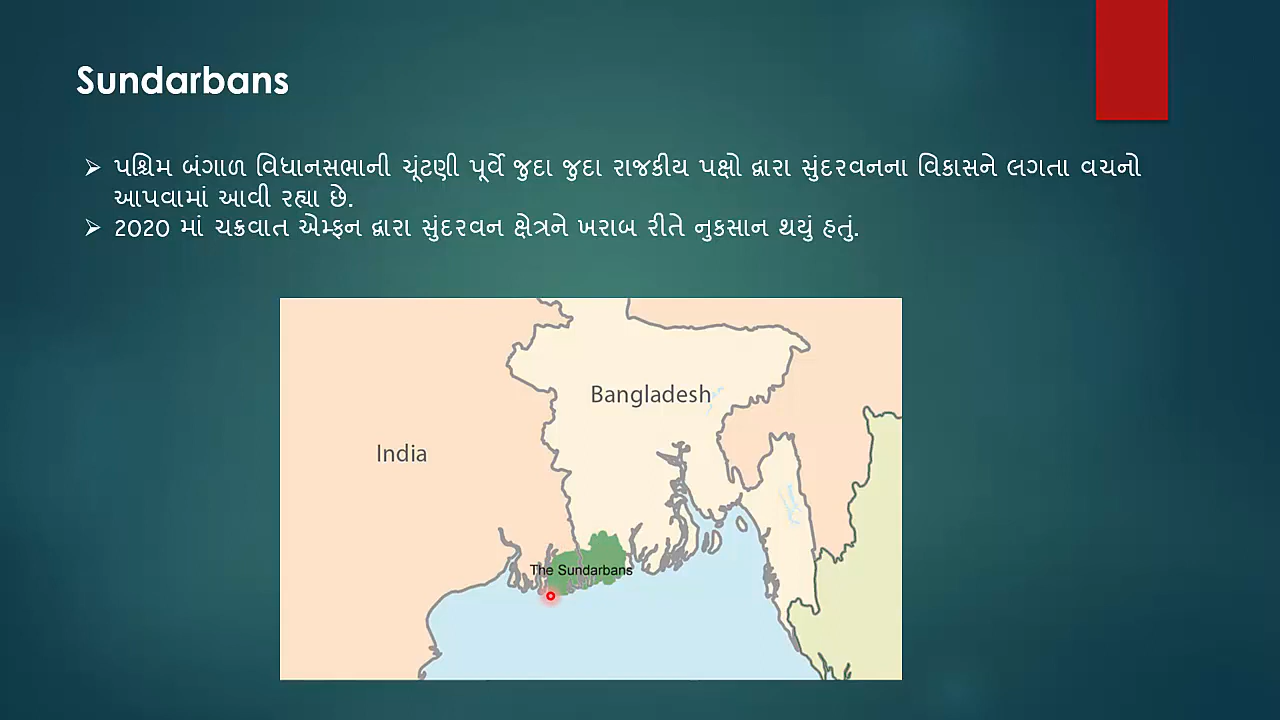 Sundarbans
➢ પશ્ચિમ બંગાળ વિધાનસભાની ચૂંટણી પૂર્વે જુદા જુદા રાજકીય પક્ષો દ્વારા સુંદરવનના વિકાસને લગતા વચનો
આપવામાં આવી રહ્યા છે.
➢ 2020 માં ચક્રવાત એમ્ફન દ્વારા સુંદરવન ક્ષેત્રને ખરાબ રીતે નુકસાન થયું હતું.
Bangladesh
India
The Sundarbans